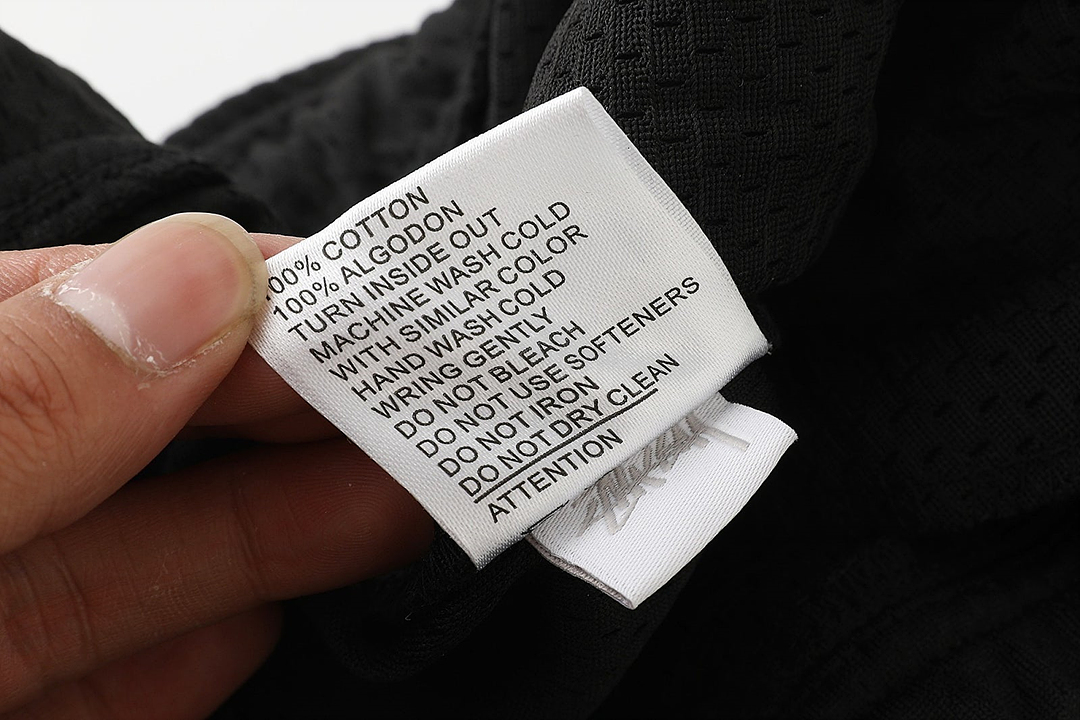 100% COTTON
100% ALGODON
TURN INSIDE OUT
MACHINE WASH COLD
WITH SIMILAR COLOR
HAND WASH COLD
WRING GENTLY
DO NOT BLEACH
DO NOT USE SOFTENERS
DO NOT IRON
DO NOT DRY CLEAN
ATTENTION